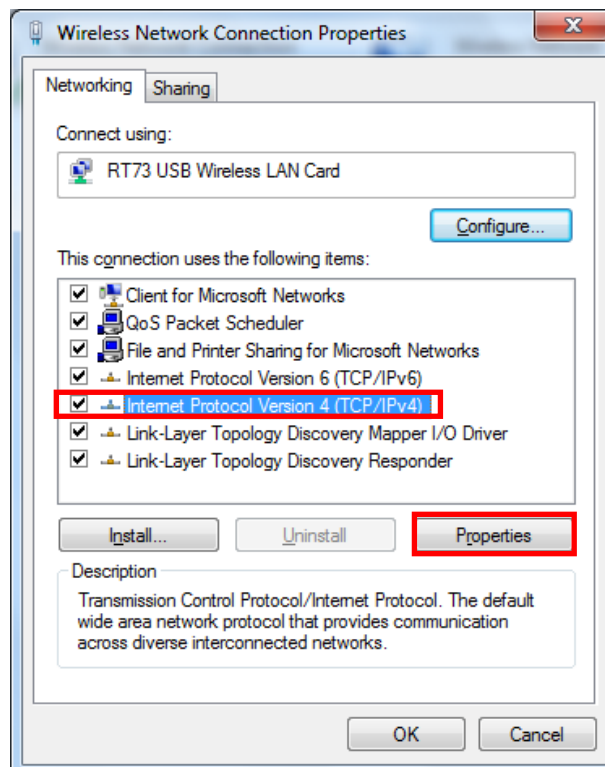 Wireless Network Connection Properties
Networking
Sharing
Connect using:
RT73 USB Wireless LAN Card
Configure...
This connection uses the following items:
Client for Microsoft Networks
QoS Packet Scheduler
File and Printer Sharing for Microsoft Networks
Internet Protocol Version 6 (TCP/IPv6)
Internet Protocol Version 4 (TCP/IPv4)
Link-Layer Topology Discovery Mapper I/O Driver
Link-Layer Topology Discovery Responder
Install...
Uninstall
Properties
Description
Transmission Control Protocol/Internet Protocol. The default
wide area network protocol that provides communication
across diverse interconnected networks.
OK
Cancel